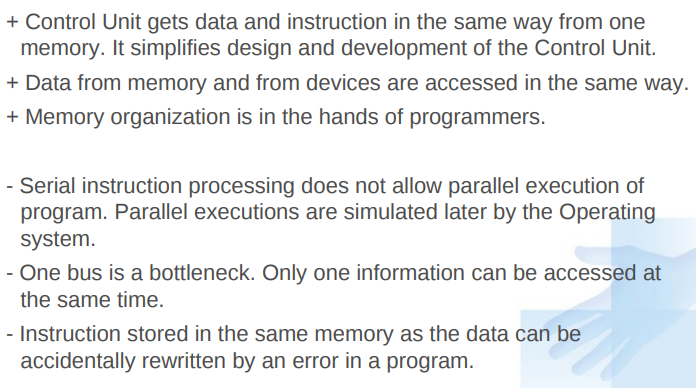 + Control Unit gets data and instruction in the same way from one
memory. It simplifies design and development of the Control Unit.
+ Data from memory and from devices are accessed in the same way.
+ Memory organization is in the hands of programmers.
- Serial instruction processing does not allow parallel execution of
program. Parallel executions are simulated later by the Operating
system.
- One bus is a bottleneck. Only one information can be accessed at
the same time.
- Instruction stored in the same memory as the data can be
accidentally rewritten by an error in a program.